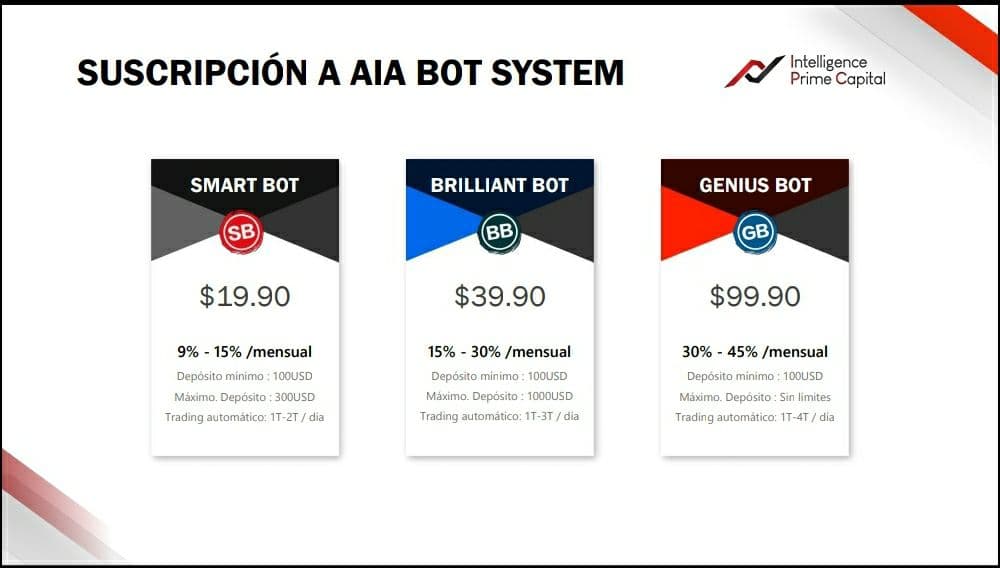 SUSCRIPCIÓN A AIA BOT SYSTEM
Intelligence
Prime Capital
SMART BOT
SB
$19.90
9% - 15% /mensual
Depósito mínimo : 100USD
Máximo. Depósito : 300USD
Trading automático: 1T-2T / día
BRILLIANT BOT
BB
$39.90
15% - 30% /mensual
Depósito mínimo : 100USD
Máximo. Depósito : 1000USD
Trading automático: 1T-3T / día
GENIUS BOT
GB
$99.90
30% - 45% /mensual
Depósito mínimo : 100USD
Máximo. Depósito : Sin limites
Trading automático: 1T-4T / día